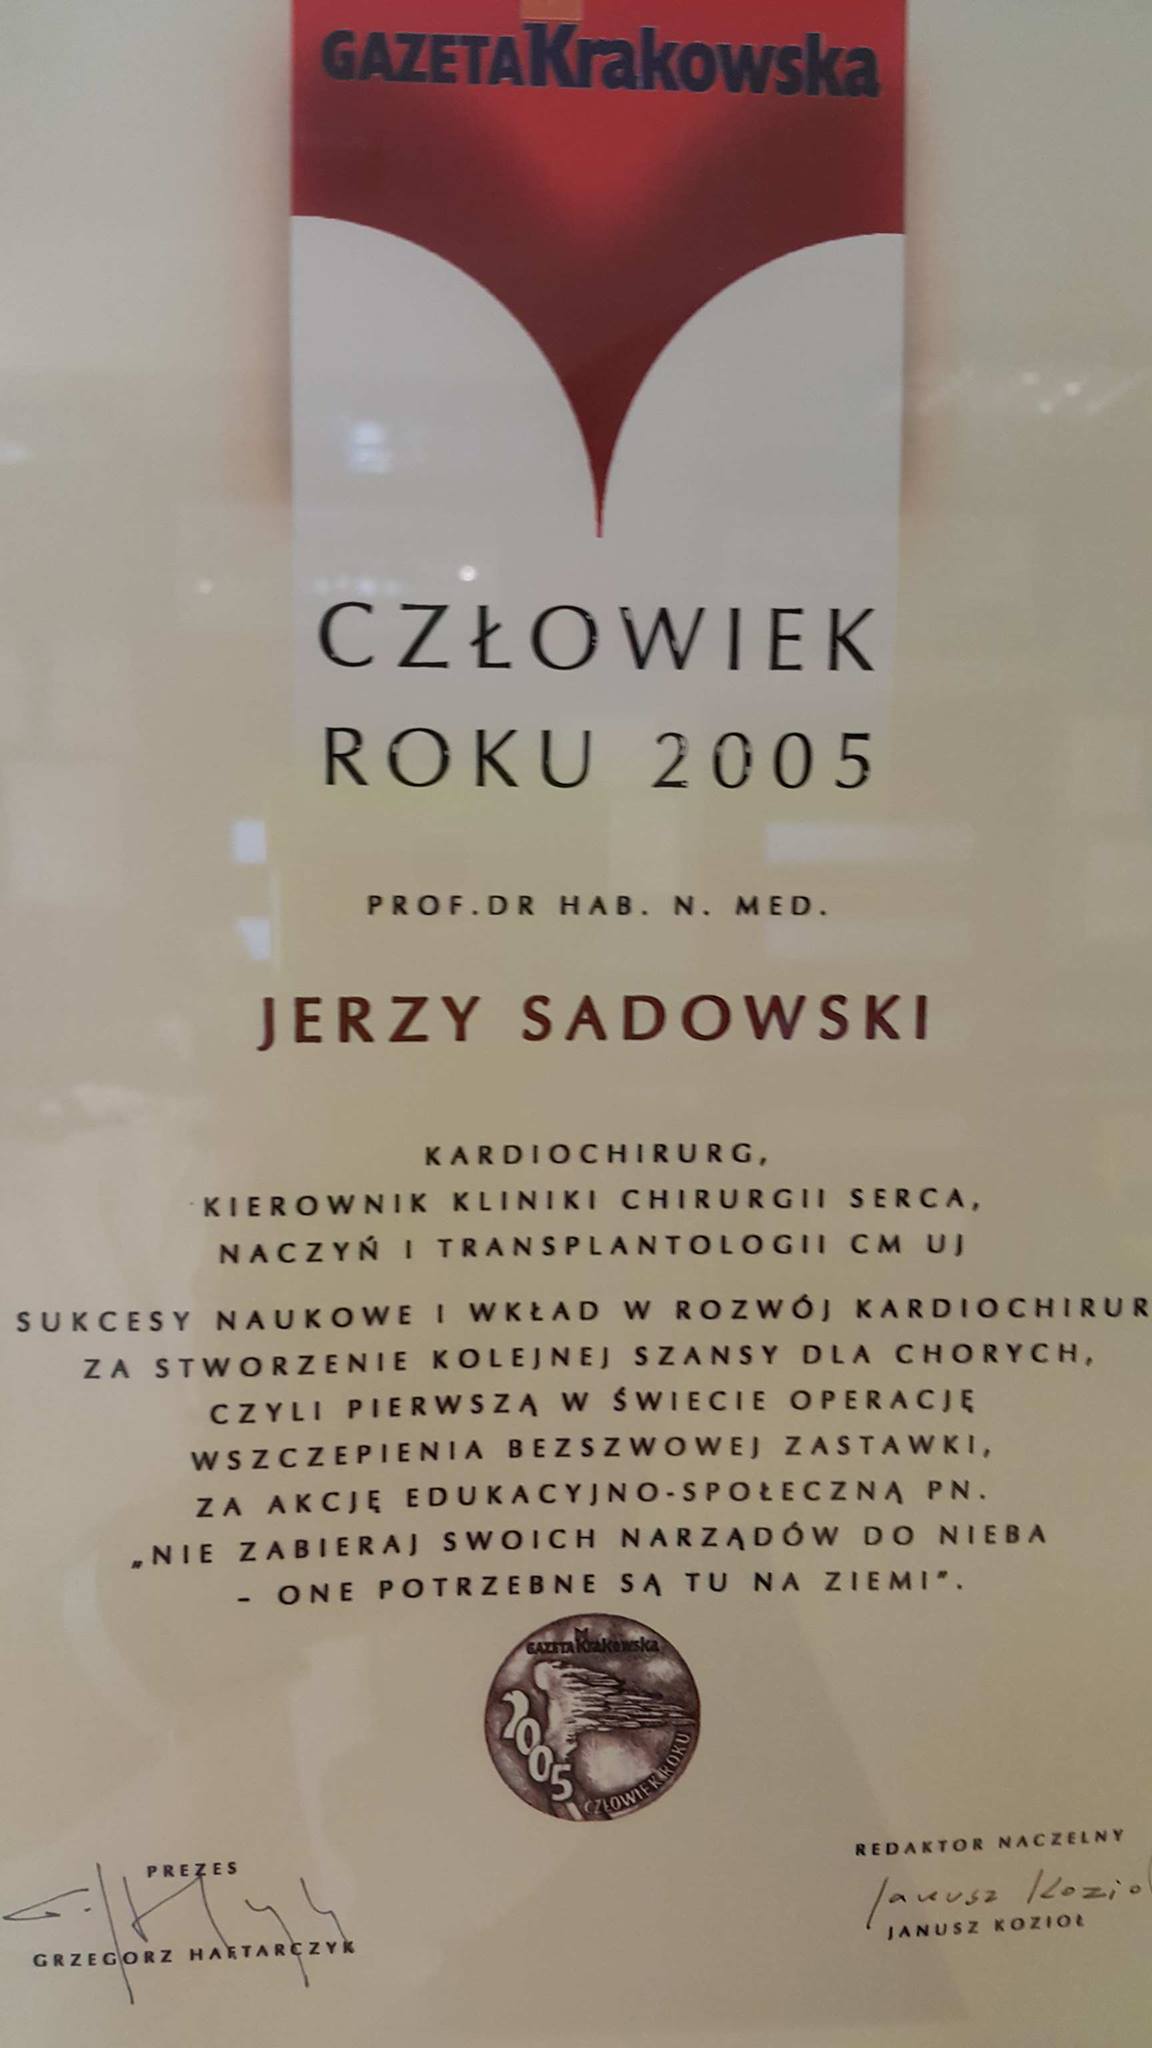 GAZETA Krakowska
CZŁOWIEK
ROKU 2005
PROF.DR HAB. N. MED.
JERZY SADOWSKI
KARDIOCHIRURG,
KIEROWNIK KLINIKI CHIRURGII SERCA,
NACZYŃ I TRANSPLANTOLOGII CM UJ
SUKCESY NAUKOWE I WKŁAD W ROZWÓJ KARDIOCHIRUR
ZA STWORZENIE KOLEJNEJ SZANSY DLA CHORYCH,
CZYLI PIERWSZĄ W ŚWIECIE OPERACJĘ
WSZCZEPIENIA BEZSZWOWEJ ZASTAWKI,
ZA AKCJĘ EDUKACYJNO-SPOŁECZNĄ PN.
„NIE ZABIERAJ SWOICH NARZĄDÓW DO NIEBA
- ONE POTRZEBNE SĄ TU NA ZIEMI".
GAZETA Krakowska
2005
CZŁOWIEK ROKU
PREZES
GRZEGORZ
REDAKTOR NACZELNY
Janusz Kozioł
JANUSZ KOZIOŁ